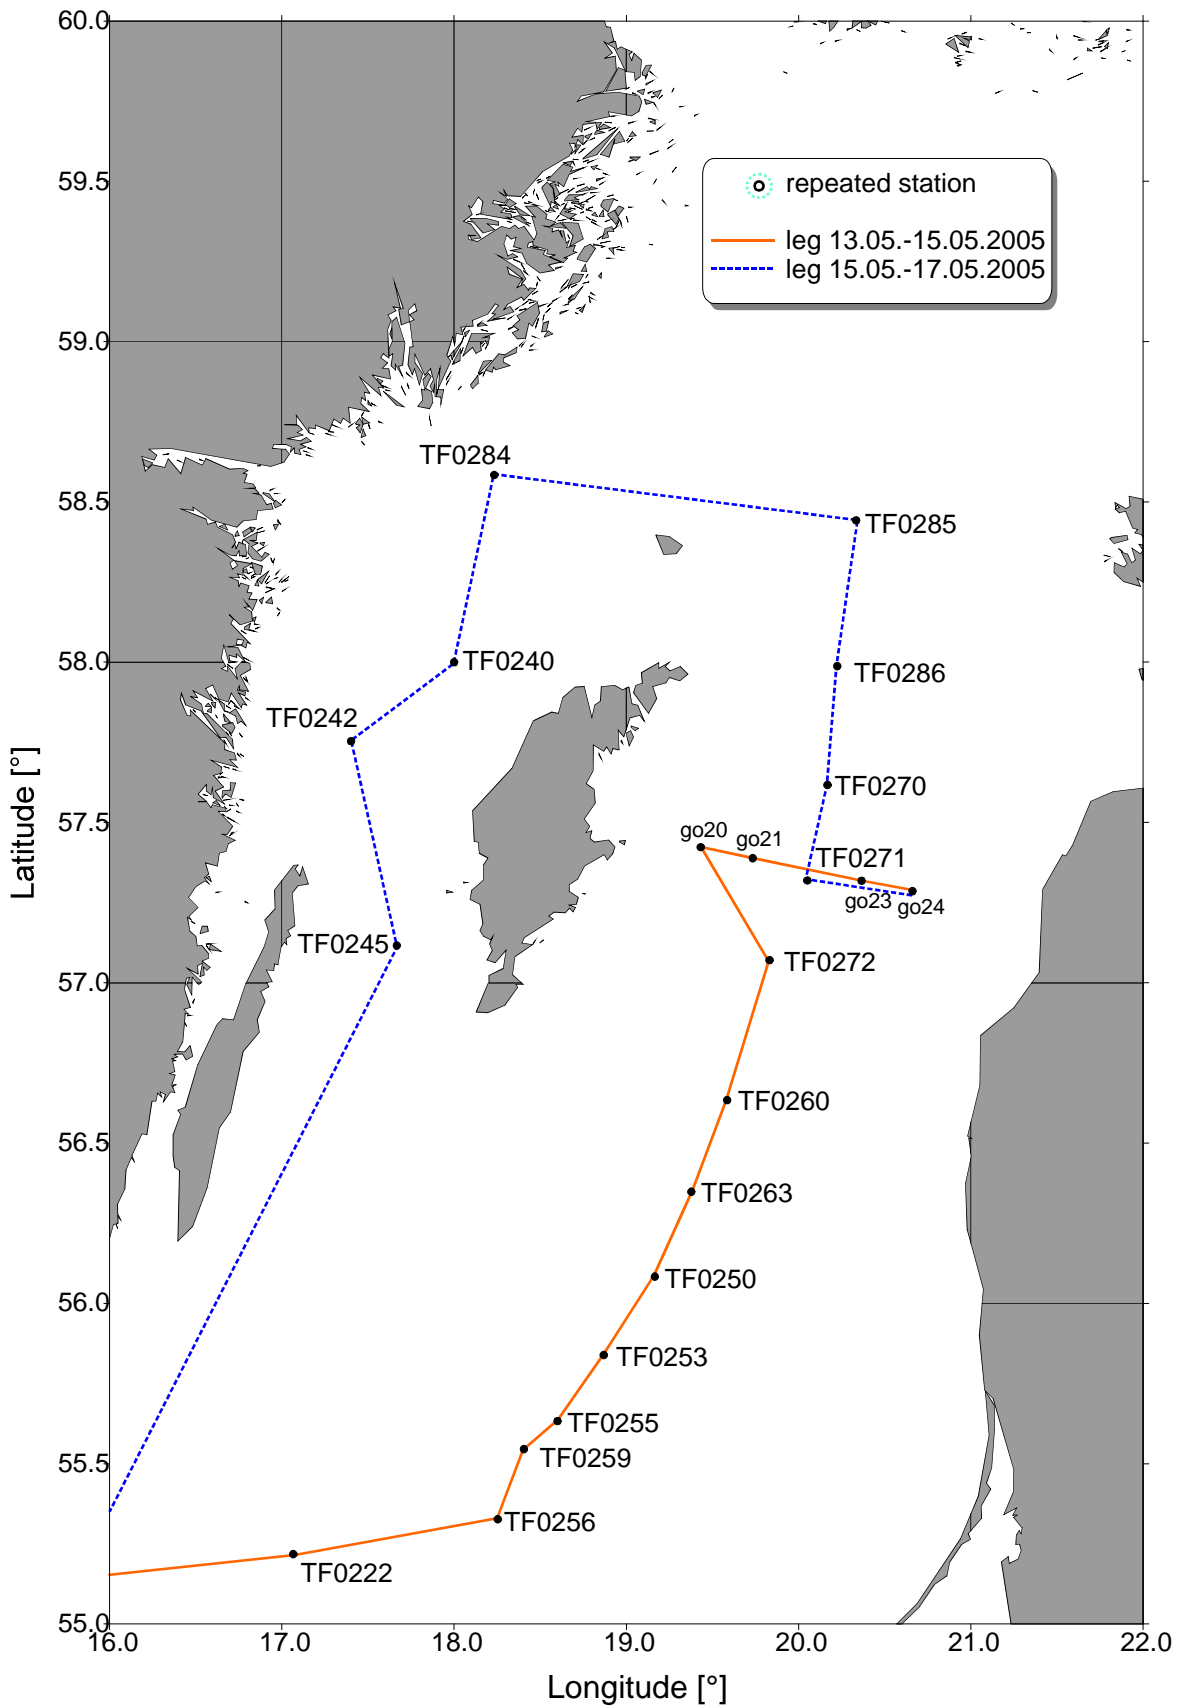 60.0
59.5
repeated station
leg 13.05.-15.05.2005
leg 15.05.-17.05.2005
59.0
TF0284
58.5
TF0285
58.0
TF0240
TF0286
TF0242
TF0270
57.5
go20
go21
TF0271
go23
go24
TF0245
TF0272
57.0
TF0260
56.5
TF0263
TF0250
56.0
TF0253
TF0255
TF0259
55.5
TF0256
TF0222
55.0
16.0 17.0 18.0 19.0 20.0 21.0 22.0
Longitude [°]
Latitude [°]